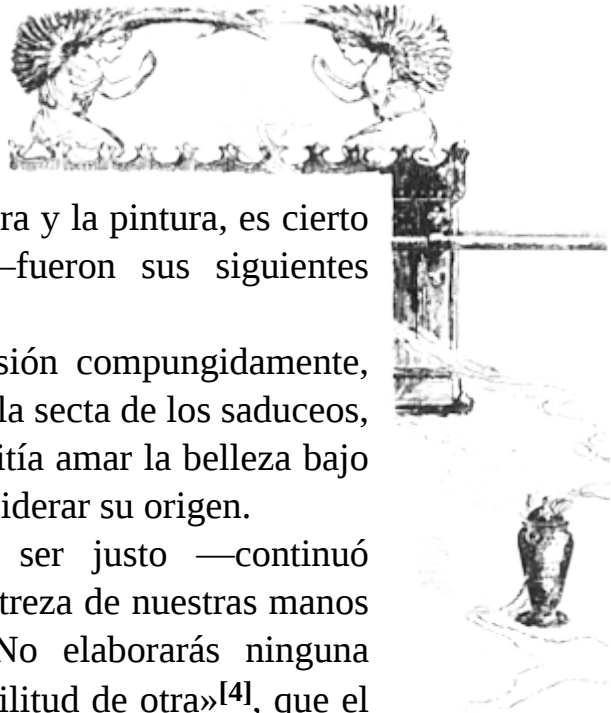 ra y la pintura, es cierto
–fueron sus siguientes
sión compungidamente,
la secta de los saduceos,
itía amar la belleza bajo
iderar su origen.
ser justo —continuó
treza de nuestras manos
No elaborarás ninguna
ilitud de otra»[4], que el